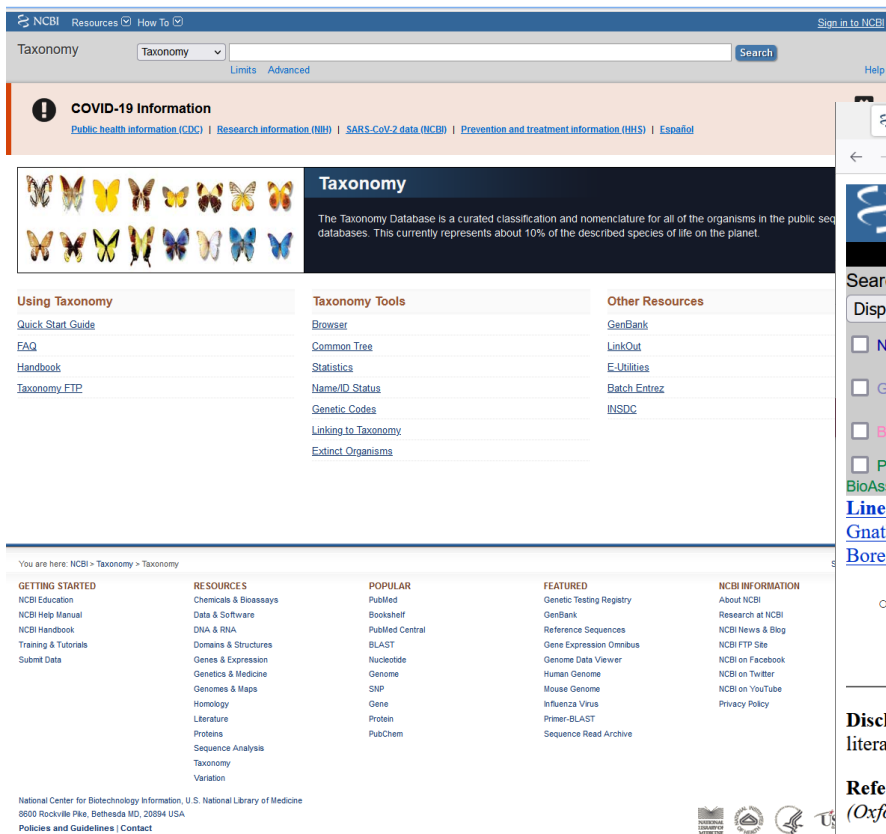 NCBI Resources How To Sign in to NCBI
Taxonomy Taxonomy Search
Limits Advanced Help
COVID-19 Information
Public health information (CDC) | Research information (NIH) | SARS-CoV-2 data (NCBI) | Prevention and treatment information (HHS) | Español
Taxonomy
The Taxonomy Database is a curated classification and nomenclature for all of the organisms in the public seq
databases. This currently represents about 10% of the described species of life on the planet.
Using Taxonomy
Quick Start Guide
FAQ
Handbook
Taxonomy FTP
Taxonomy Tools
Browser
Common Tree
Statistics
Name/ID Status
Genetic Codes
Linking to Taxonomy
Extinct Organisms
Other Resources
GenBank
LinkOut
E-Utilities
Batch Entrez
INSDC
You are here: NCBI > Taxonomy > Taxonomy
GETTING STARTED
NCBI Education
NCBI Help Manual
NCBI Handbook
Training & Tutorials
Submit Data
RESOURCES
Chemicals & Bioassays
Data & Software
DNA & RNA
Domains & Structures
Genes & Expression
Genetics & Medicine
Genomes & Maps
Homology
Literature
Proteins
Sequence Analysis
Taxonomy
Variation
POPULAR
PubMed
Bookshelf
PubMed Central
BLAST
Nucleotide
Genome
SNP
Gene
Protein
PubChem
FEATURED
Genetic Testing Registry
GenBank
Reference Sequences
Gene Expression Omnibus
Genome Data Viewer
Human Genome
Mouse Genome
Influenza Virus
Primer-BLAST
Sequence Read Archive
NCBI INFORMATION
About NCBI
Research at NCBI
NCBI News & Blog
NCBI FTP Site
NCBI on Facebook
NCBI on Twitter
NCBI on YouTube
Privacy Policy
National Center for Biotechnology Information, U.S. National Library of Medicine
8600 Rockville Pike, Bethesda MD, 20894 USA
Policies and Guidelines | Contact
Sear
Disp
N
G
B
P
BioAs
Line
Gnat
Bore
Discl
litera
Refe
(Oxfo